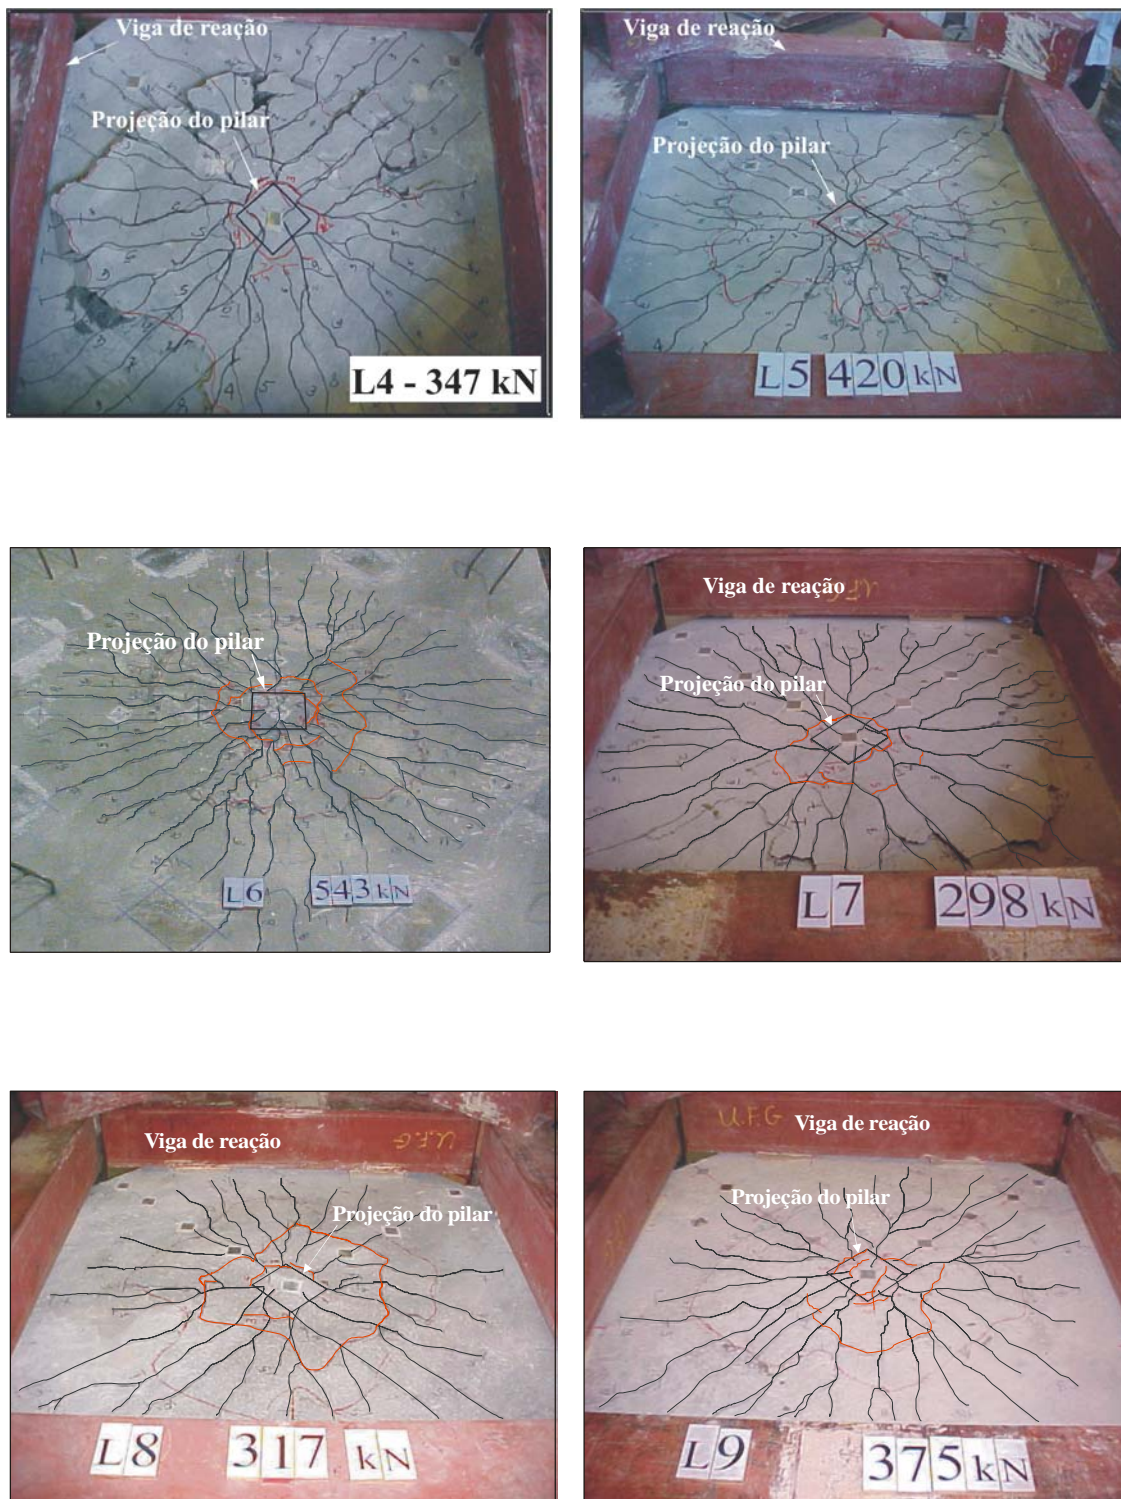 Viga de reação
Projeção do pilar
L4 - 347 kN
Viga de reação
Projeção do pilar
L5 420 kN
Projeção do pilar
L6 543 kN
Viga de reação
Projeção do pilar
L7 298 kN
Viga de reação
Projeção do pilar
L8 317 kN
U.F.G
Viga de reação
Projeção do pilar
L9 375 kN